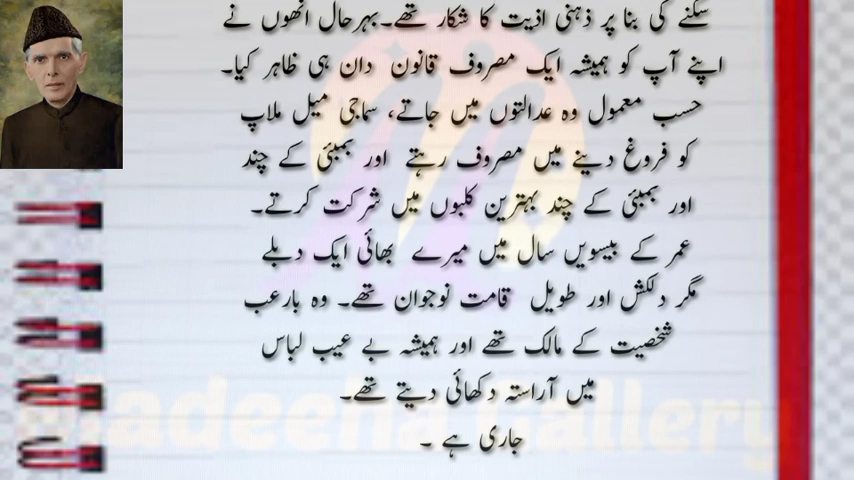 سکنے کی بنا پر ذہنی اذیت کا شکار تھے۔بہرحال انھوں نے
اپنے آپ کو ہمیشہ ایک مصروف قانون دان ہی ظاہر کیا۔
حسب معمول وہ عدالتوں میں جاتے، سماجی میل ملاپ
کو فروغ دینے میں مصروف رہتے اور بمبئی کے چند
اور بمبئی کے چند بہترین کلبوں میں شرکت کرتے۔
عمر کے بیسویں سال میں میرے بھائی ایک دبلے
مگر دلکش اور طویل قامت نوجوان تھے۔ وہ بارعب
شخصیت کے مالک تھے اور ہمیشہ بے عیب لباس
میں آراستہ دکھائی دیتے تھے۔
جاری ہے ۔
Madeeha Gallery